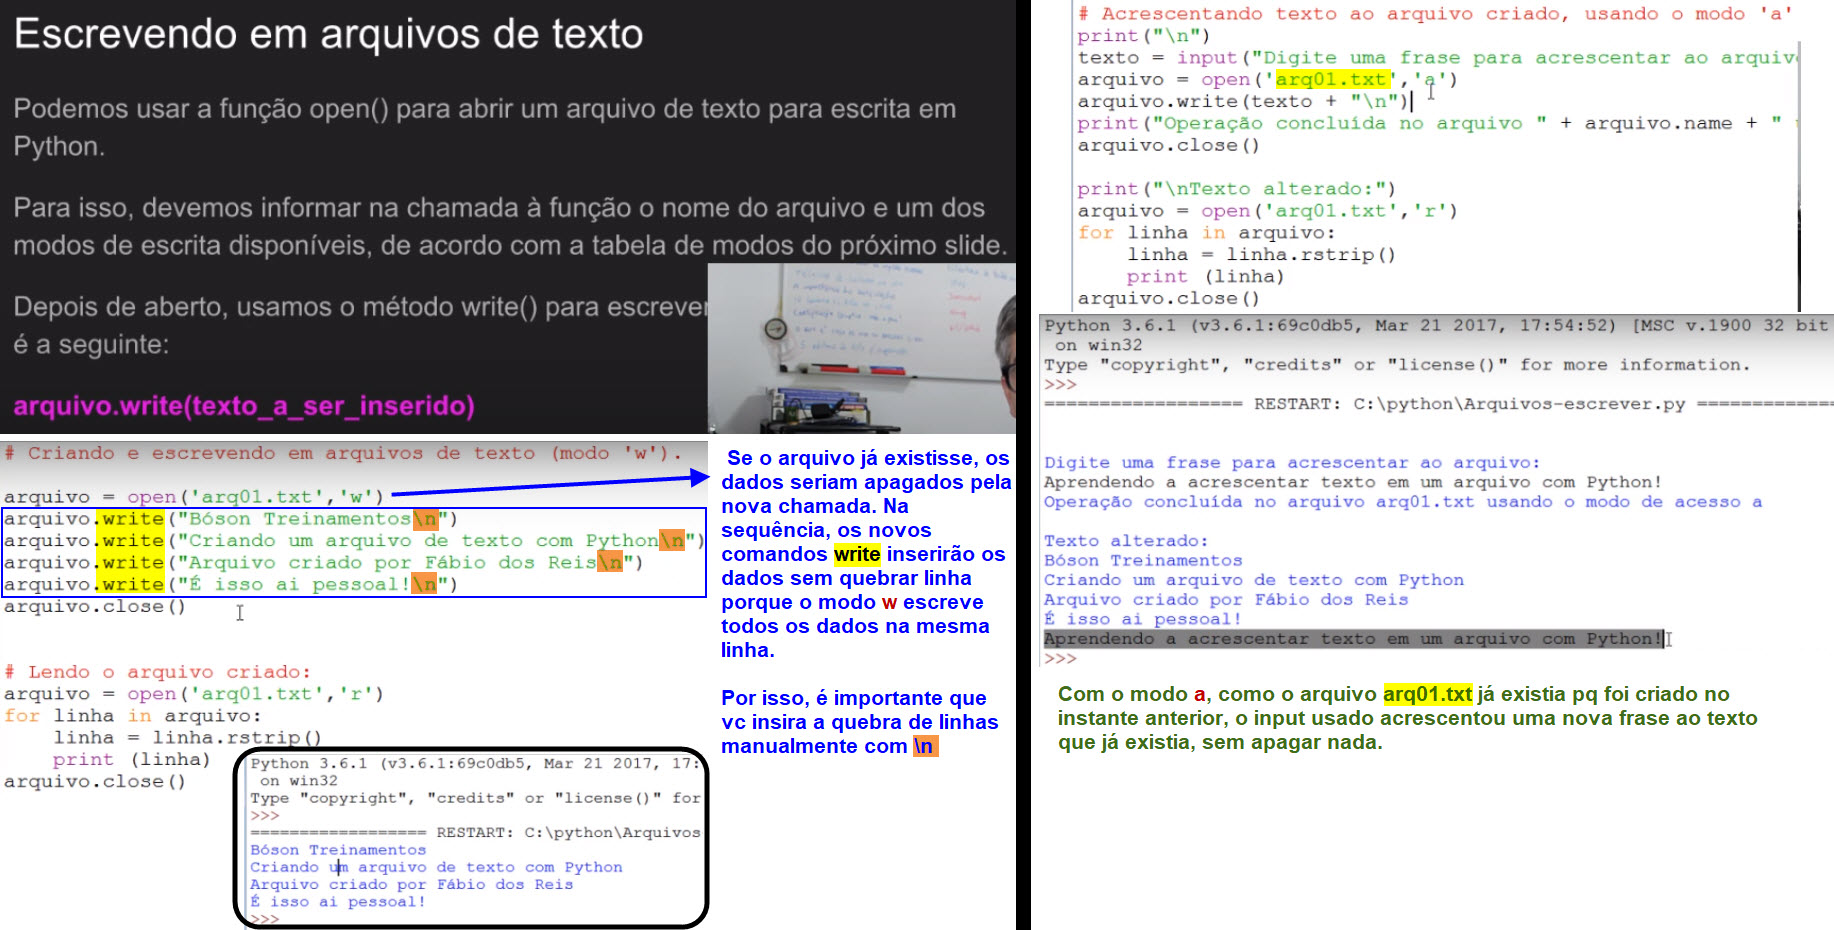 Escrevendo em arquivos de texto
Podemos usar a função open() para abrir um arquivo de texto para escrita em
Python.
Para isso, devemos informar na chamada à função o nome do arquivo e um dos
modos de escrita disponíveis, de acordo com a tabela de modos do próximo slide.
Depois de aberto, usamos o método write() para escrever
é a seguinte:
arquivo.write(texto_a_ser_inserido)
# Criando e escrevendo em arquivos de texto (modo 'w').
arquivo = open('arq01.txt','w')
arquivo.write("Bóson Treinamentos\n")
arquivo.write("Criando um arquivo de texto com Python\n")
arquivo.write("Arquivo criado por Fábio dos Reis\n")
arquivo.write("É isso ai pessoal!\n")
arquivo.close()
# Lendo o arquivo criado:
arquivo = open('arq01.txt','r')
for linha in arquivo:
    linha = linha.rstrip()
    print (linha)
arquivo.close()
Python 3.6.1 (v3.6.1:69c0db5, Mar 21 2017, 17:
on win32
Type "copyright", "credits" or "license()" for
>>>
=================== RESTART: C:\python\Arquivos
Bóson Treinamentos
Criando um arquivo de texto com Python
Arquivo criado por Fábio dos Reis
É isso ai pessoal!
>>>
Se o arquivo já existisse, os
dados seriam apagados pela
nova chamada. Na
sequência, os novos
comandos write inserirão os
dados sem quebrar linha
porque o modo w escreve
todos os dados na mesma
linha.
Por isso, é importante que
vc insira a quebra de linhas
manualmente com \n
# Acrescentando texto ao arquivo criado, usando o modo 'a'
print("\n")
texto = input("Digite uma frase para acrescentar ao arquiv
arquivo = open('arq01.txt','a')
arquivo.write(texto + "\n")
print("Operação concluída no arquivo " + arquivo.name + "
arquivo.close()
print("\nTexto alterado:")
arquivo = open('arq01.txt','r')
for linha in arquivo:
    linha = linha.rstrip()
    print (linha)
arquivo.close()
Python 3.6.1 (v3.6.1:69c0db5, Mar 21 2017, 17:54:52) [MSC v.1900 32 bit
on win32
Type "copyright", "credits" or "license()" for more information.
>>>
=================== RESTART: C:\python\Arquivos-escrever.py =============
Digite uma frase para acrescentar ao arquivo:
Aprendendo a acrescentar texto em um arquivo com Python!
Operação concluída no arquivo arq01.txt usando o modo de acesso a
Texto alterado:
Bóson Treinamentos
Criando um arquivo de texto com Python
Arquivo criado por Fábio dos Reis
É isso ai pessoal!
Aprendendo a acrescentar texto em um arquivo com Python!
>>>
Com o modo a, como o arquivo arq01.txt já existia pq foi criado no
instante anterior, o input usado acrescentou uma nova frase ao texto
que já existia, sem apagar nada.